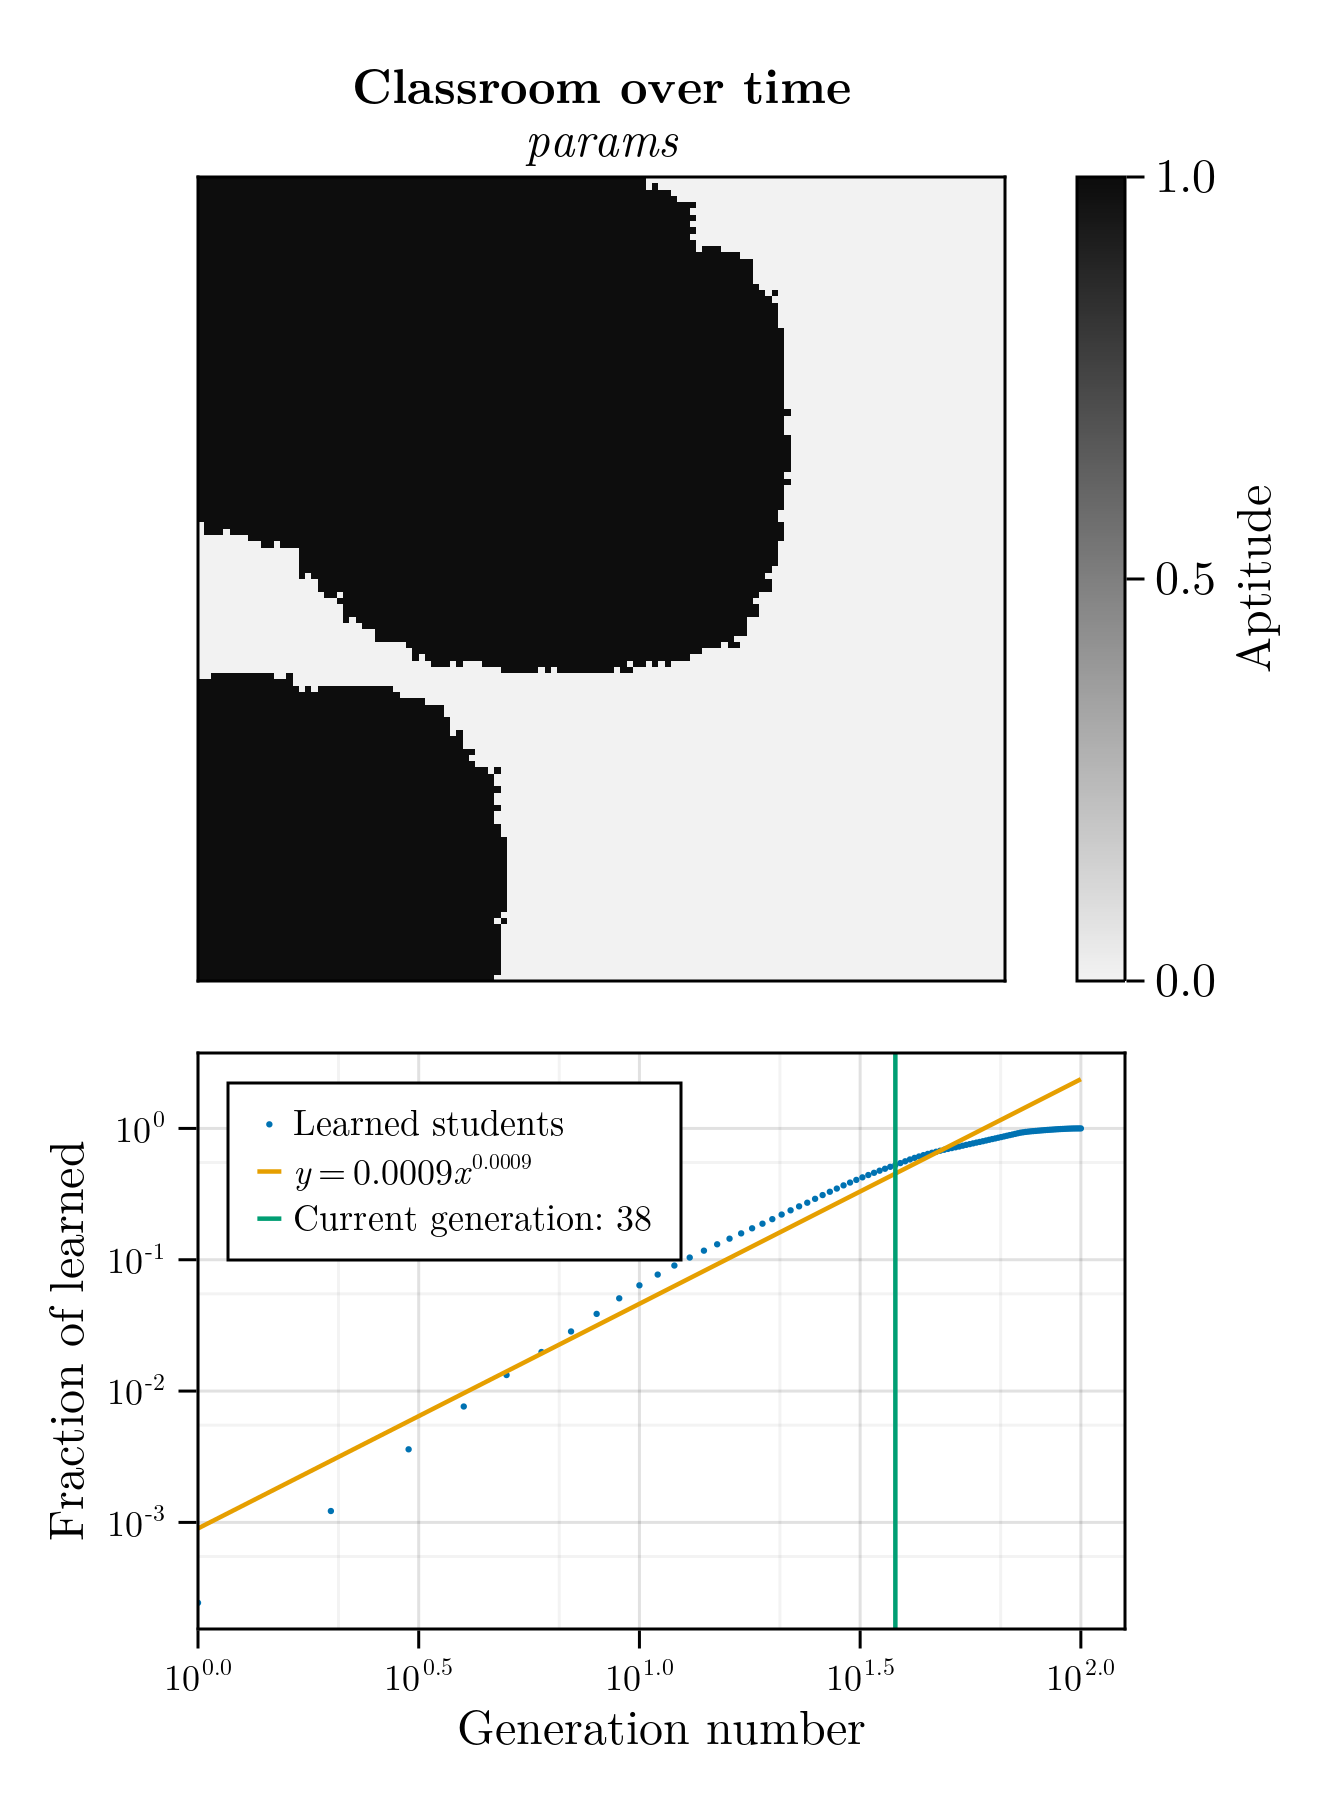 Classroom over time
params
1.0
0.5
0.0
Aptitude
Learned students
y = 0.0009x^0.0009
Current generation: 38
10^0
10^-1
10^-2
10^-3
Fraction of learned
10^0.0 10^0.5 10^1.0 10^1.5 10^2.0
Generation number